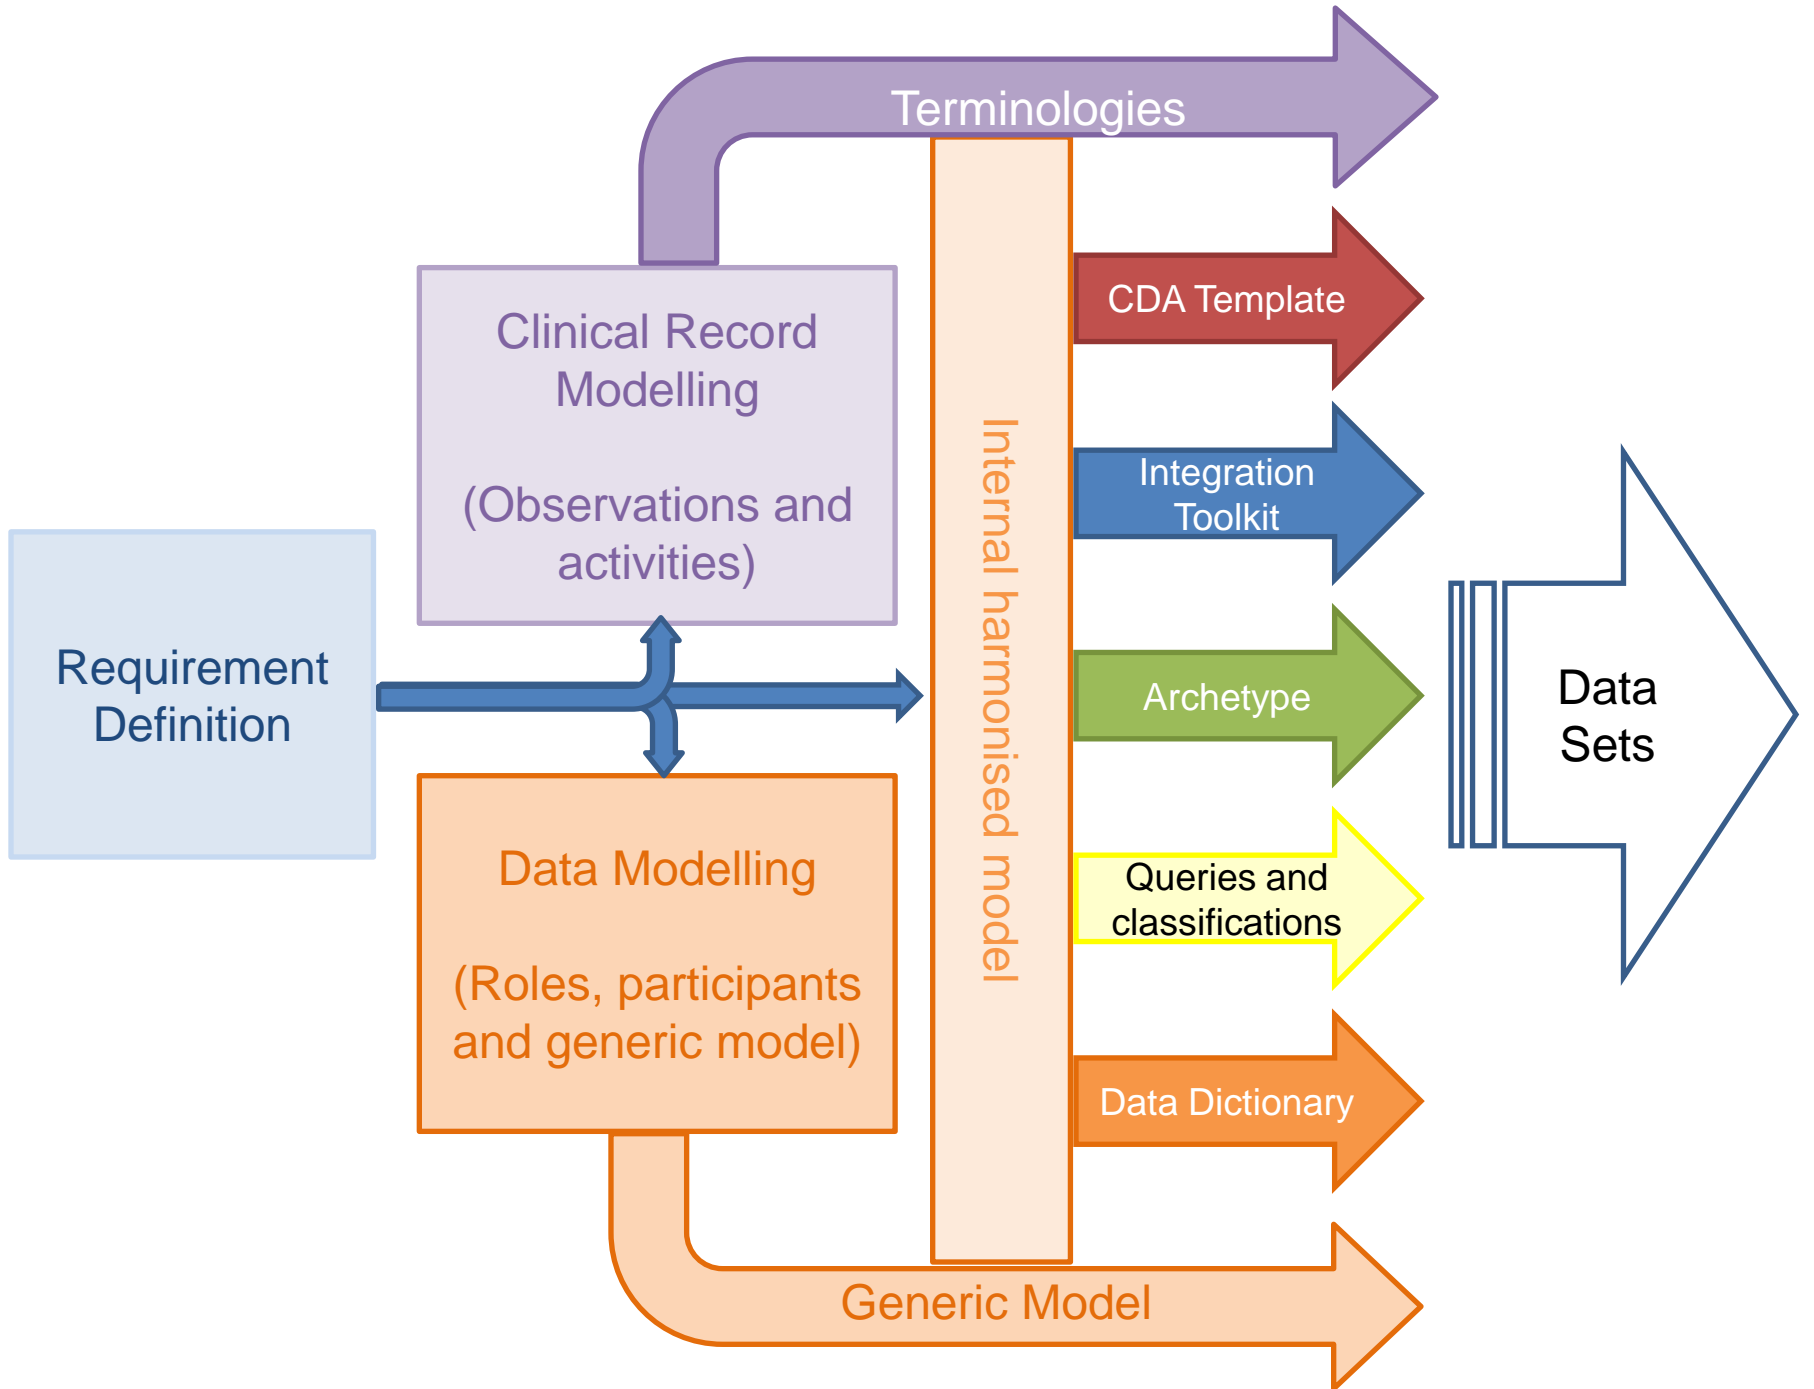 Terminologies
Clinical Record
Modelling
(Observations and
activities)
Requirement
Definition
Data Modelling
(Roles, participants
and generic model)
Internal harmonised model
CDA Template
Integration
Toolkit
Archetype
Queries and
classifications
Data Dictionary
Data
Sets
Generic Model